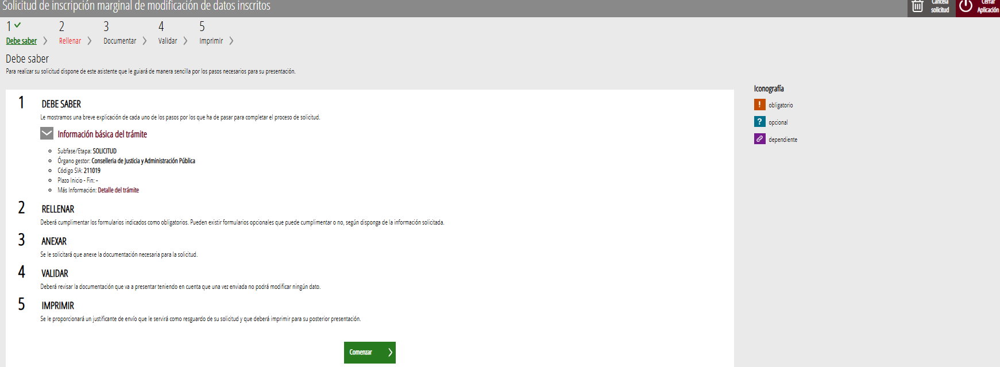 Solicitud de inscripción marginal de modificación de datos inscritos
Cancela solicitud
Cerrar Aplicación
1
2
3
4
5
Debe saber
Rellenar
Documentar
Validar
Imprimir
Debe saber
Para realizar su solicitud dispone de este asistente que le guiará de manera sencilla por los pasos necesarios para su presentación.
1 DEBE SABER
Le mostramos una breve explicación de cada uno de los pasos por los que ha de pasar para completar el proceso de solicitud.
Información básica del trámite
Subfase/Etapa: SOLICITUD
Órgano gestor: Conselleria de Justicia y Administración Pública
Código SIA: 211019
Plazo Inicio - Fin: -
Más Información: Detalle del trámite
2 RELLENAR
Deberá cumplimentar los formularios indicados como obligatorios. Pueden existir formularios opcionales que puede cumplimentar o no, según disponga de la información solicitada.
3 ANEXAR
Se le solicitará que anexe la documentación necesaria para la solicitud.
4 VALIDAR
Deberá revisar la documentación que va a presentar teniendo en cuenta que una vez enviada no podrá modificar ningún dato.
5 IMPRIMIR
Se le proporcionará un justificante de envío que le servirá como resguardo de su solicitud y que deberá imprimir para su posterior presentación.
Comenzar
Iconografía
! obligatorio
? opcional
dependiente